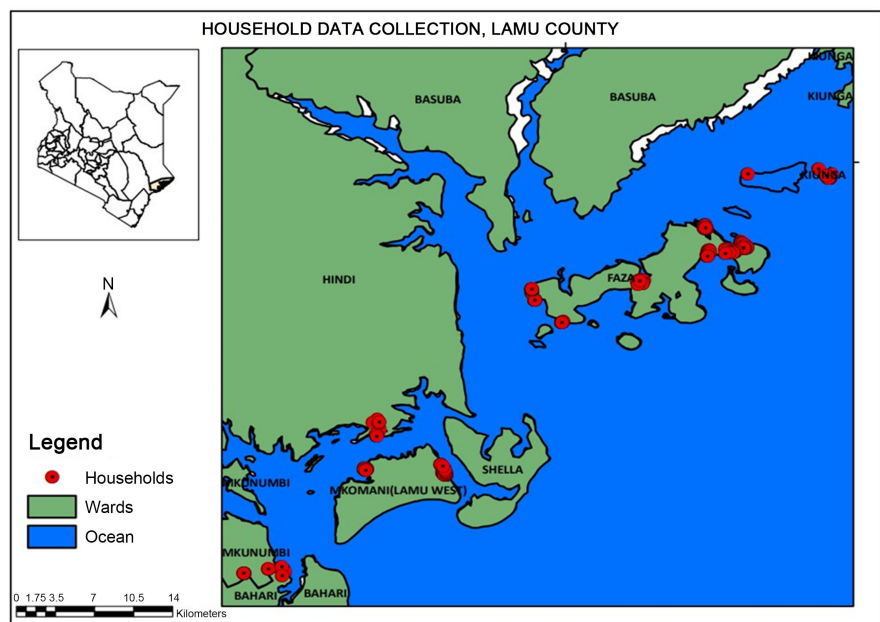 HOUSEHOLD DATA COLLECTION, LAMU COUNTY
KIUNGA
KIUNGA
BASUBA
BASUBA
KIUNGA
HINDI
FAZA
N
SHELLA
MKUNUMBI
MKOMANI(LAMU WEST)
MKUNUMBI
BAHARI
BAHARI
Legend
Households
Wards
Ocean
0 1.75 3.5 7 10.5 14
Kilometers